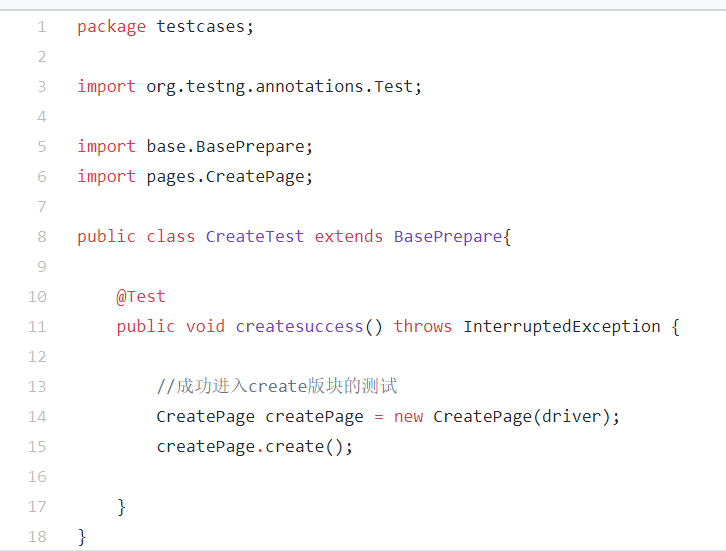 1 package testcases;
2
3 import org.testng.annotations.Test;
4
5 import base.BasePrepare;
6 import pages.CreatePage;
7
8 public class CreateTest extends BasePrepare{
9
10 @Test
11 public void createsuccess() throws InterruptedException {
12
13 //成功进入create版块的测试
14 CreatePage createPage = new CreatePage(driver);
15 createPage.create();
16
17 }
18 }